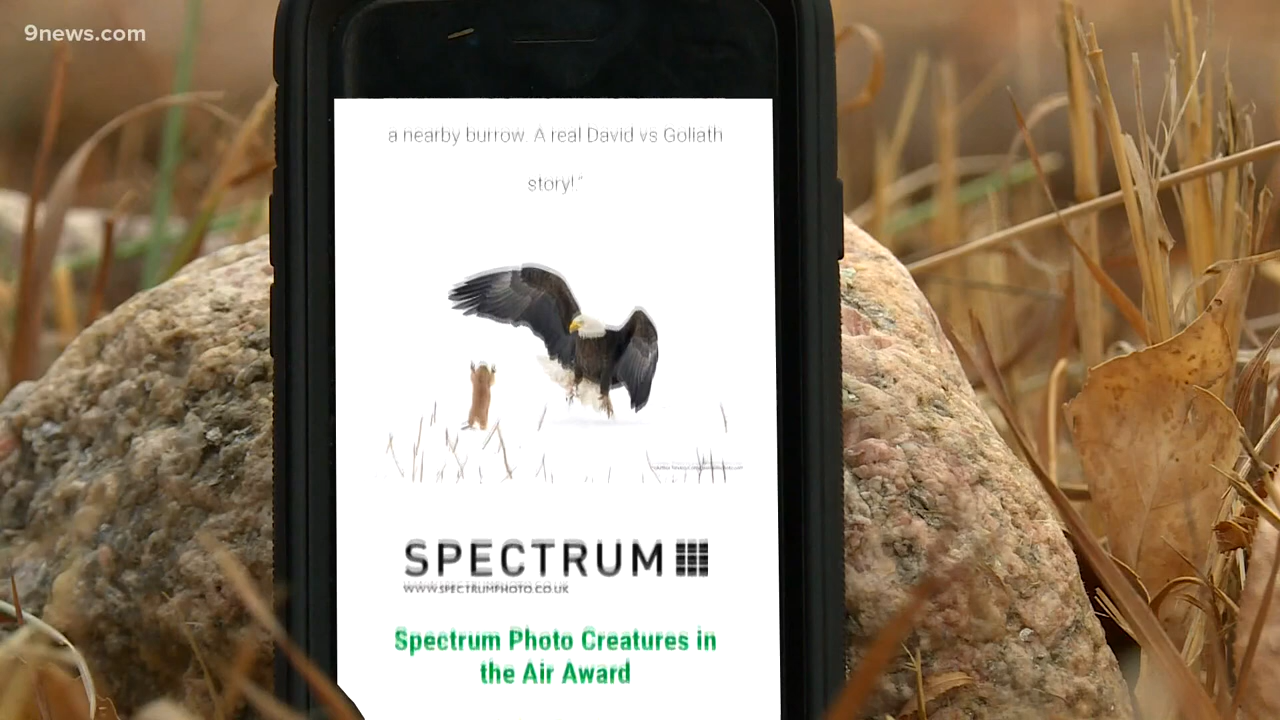 9news.com
a nearby burrow. A real David vs Goliath
story!."
SPECTRUM
WWW.SPECTRUMPHOTO.CO.UK
Spectrum Photo Creatures in
the Air Award